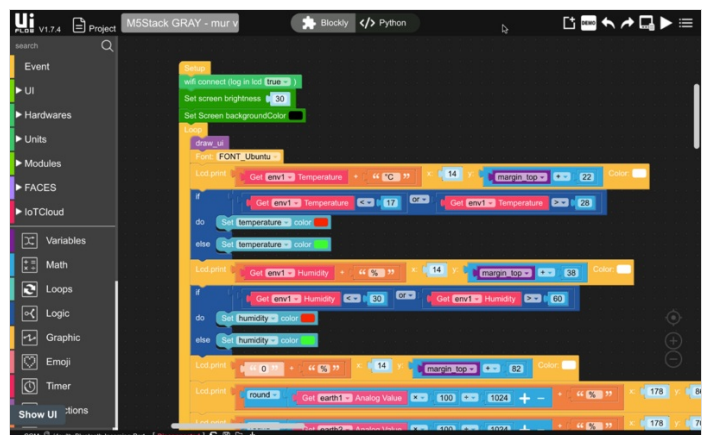 Ui FLOW V1.7.4 Project M5Stack GRAY - mur v Blockly </> Python DEMO
search
Event
UI
Hardwares
Units
Modules
FACES
IoTCloud
Variables
Math
Loops
Logic
Graphic
Emoji
Timer
Show UI
Setup
wifi connect (log in lcd true )
Set screen brightness 30
Set Screen backgroundColor
Loop
draw_ui
Font: FONT_Ubuntu
Lcd.print Get env1 Temperature + “ °C ” x: 14 y: margin_top + 22 Color:
if Get env1 Temperature < 17 or Get env1 Temperature > 28
do Set temperature color
else Set temperature color
Lcd.print Get env1 Humidity + “ % ” x: 14 y: margin_top + 38 Color:
if Get env1 Humidity < 30 or Get env1 Humidity > 60
do Set humidity color
else Set humidity color
Lcd.print “ 0 ” + “ % ” x: 14 y: margin_top + 82 Color:
Lcd.print round Get earth1 Analog Value × 100 ÷ 1024 + − + “ % ” x: 178 y:
Lcd.print x: 178 y: